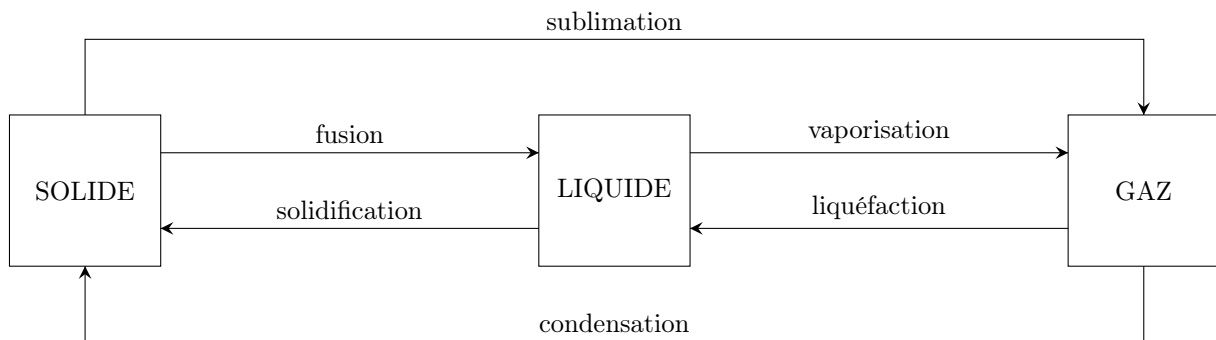 sublimation
fusion
vaporisation
SOLIDE
LIQUIDE
GAZ
solidification
liquéfaction
condensation